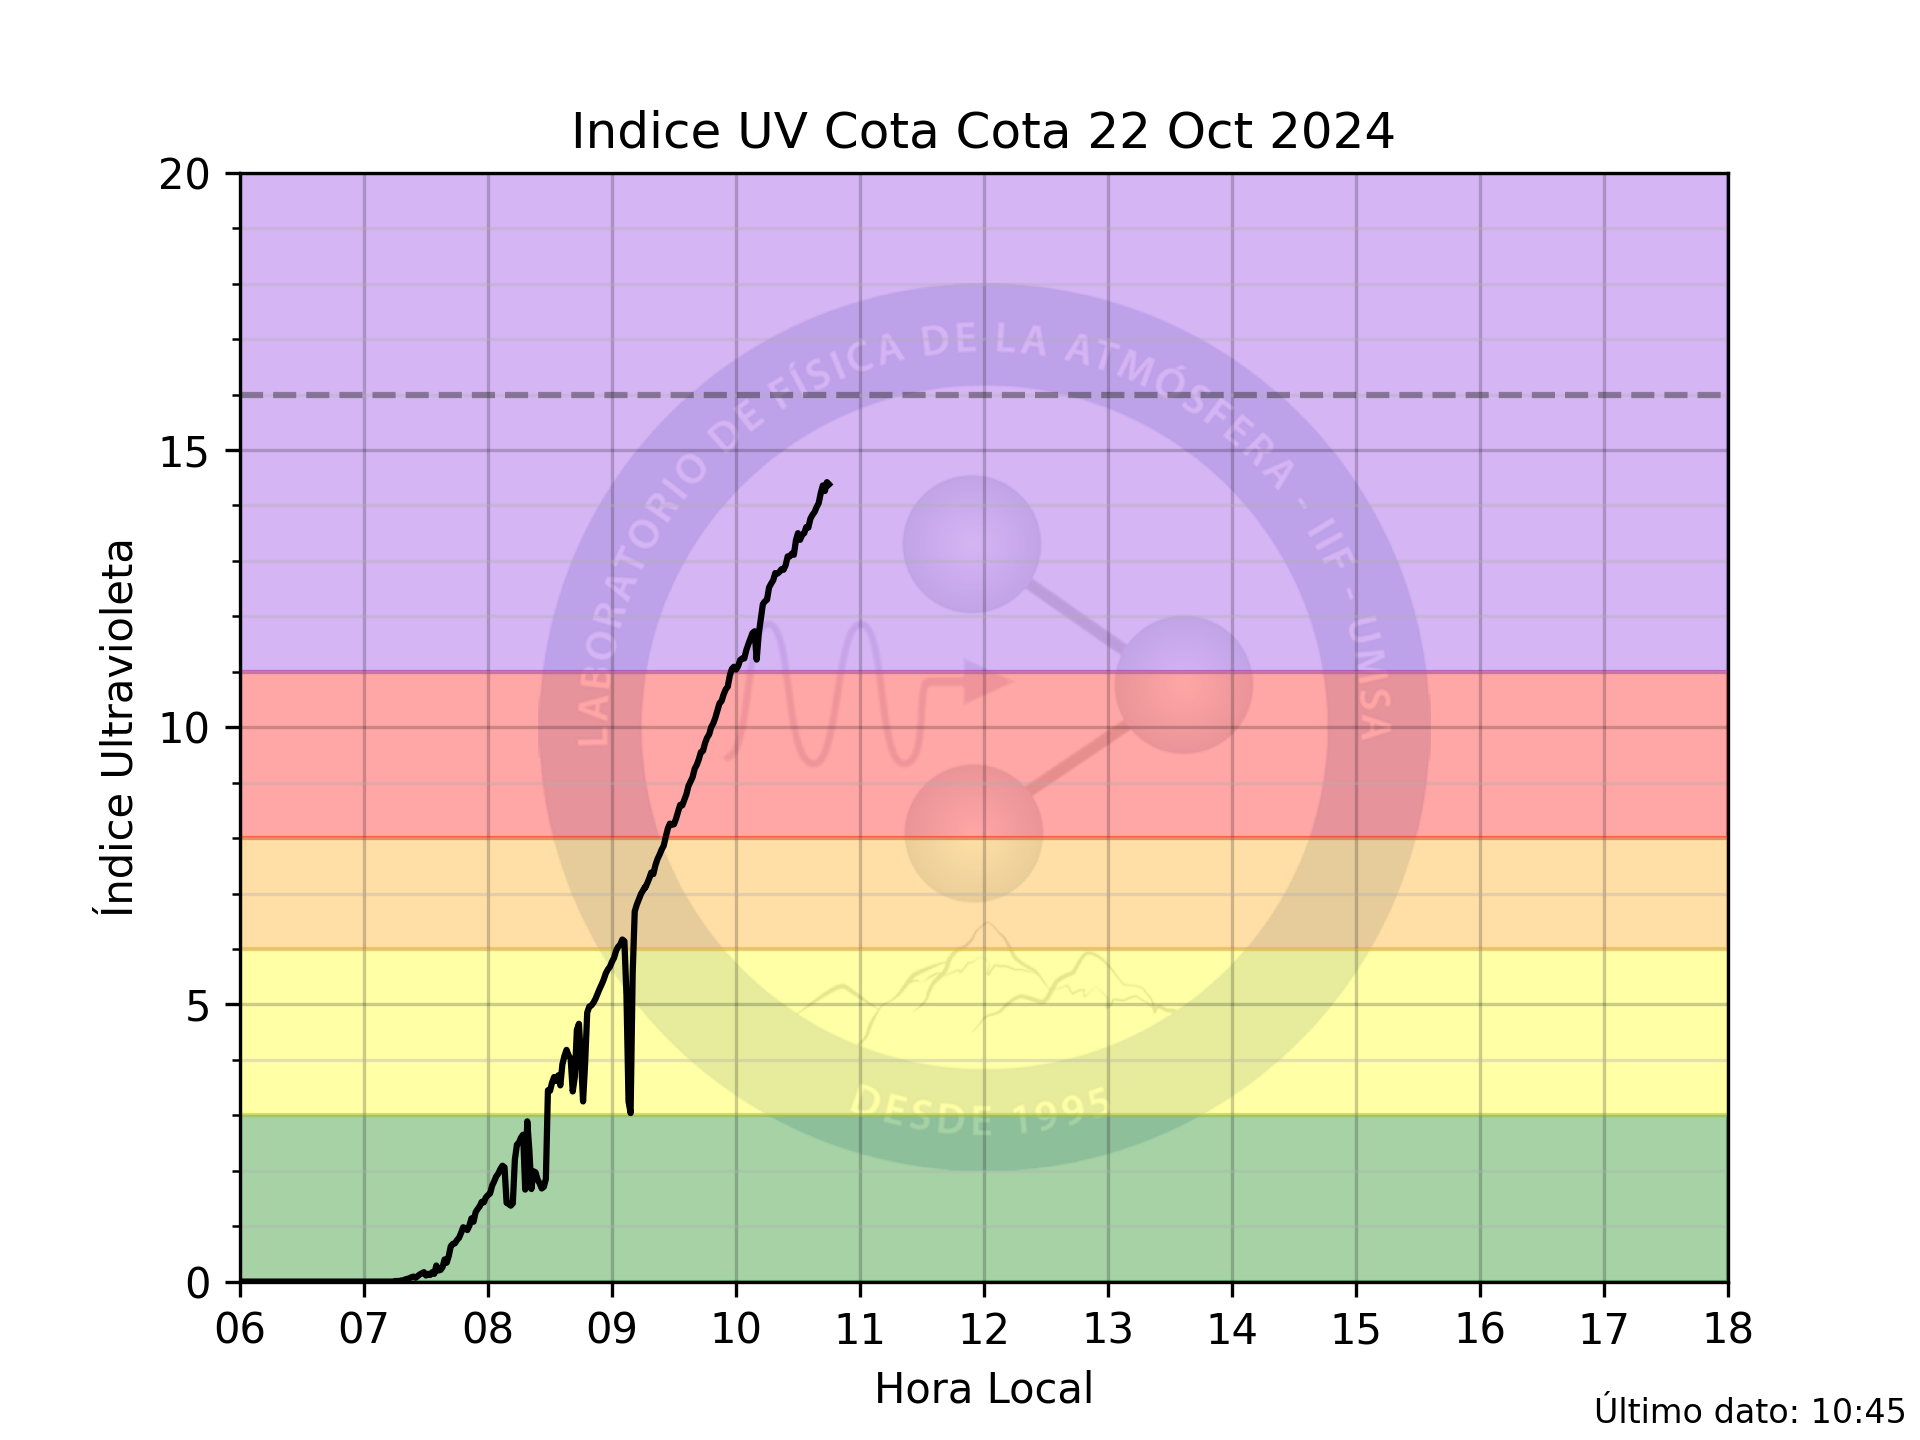 Indice UV Cota Cota 22 Oct 2024
20
15
10
5
0
Índice Ultravioleta
LABORATORIO DE FÍSICA DE LA ATMÓSFERA - IIF - UMSA
DESDE 1995
06 07 08 09 10 11 12 13 14 15 16 17 18
Hora Local
Último dato: 10:45